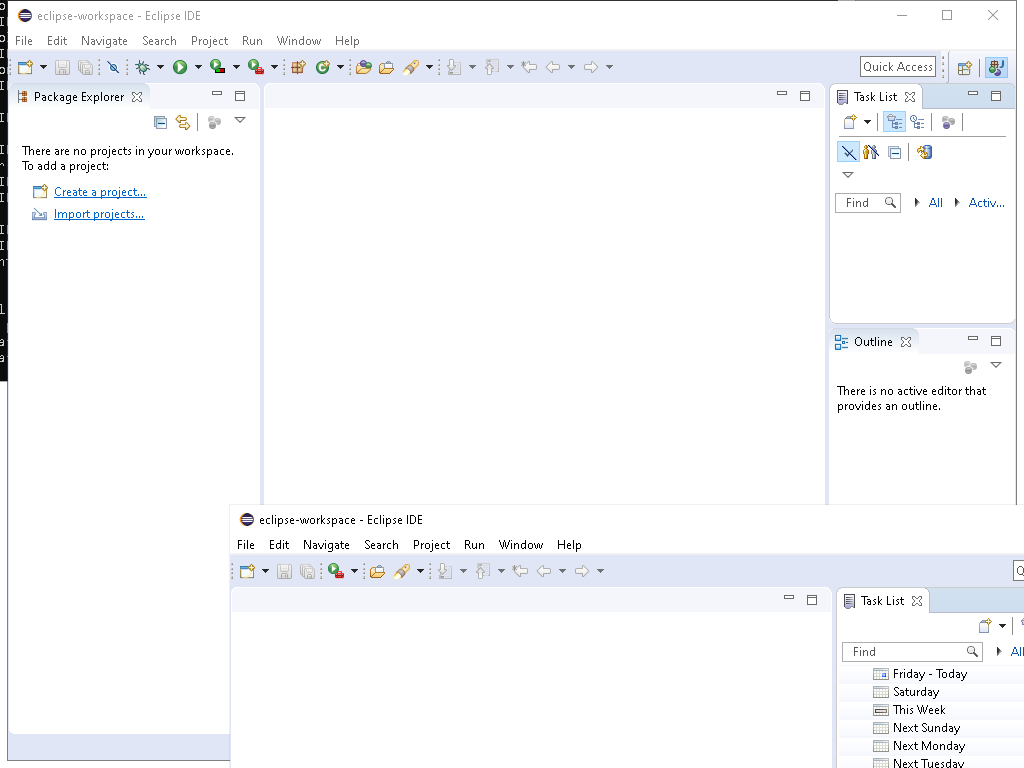 eclipse-workspace - Eclipse IDE
File Edit Navigate Search Project Run Window Help
Quick Access
Package Explorer
Task List
There are no projects in your workspace.
To add a project:
Create a project...
Import projects...
Find All Activ...
Outline
There is no active editor that
provides an outline.
eclipse-workspace - Eclipse IDE
File Edit Navigate Search Project Run Window Help
Task List
Find All
Friday - Today
Saturday
This Week
Next Sunday
Next Monday
Next Tuesday